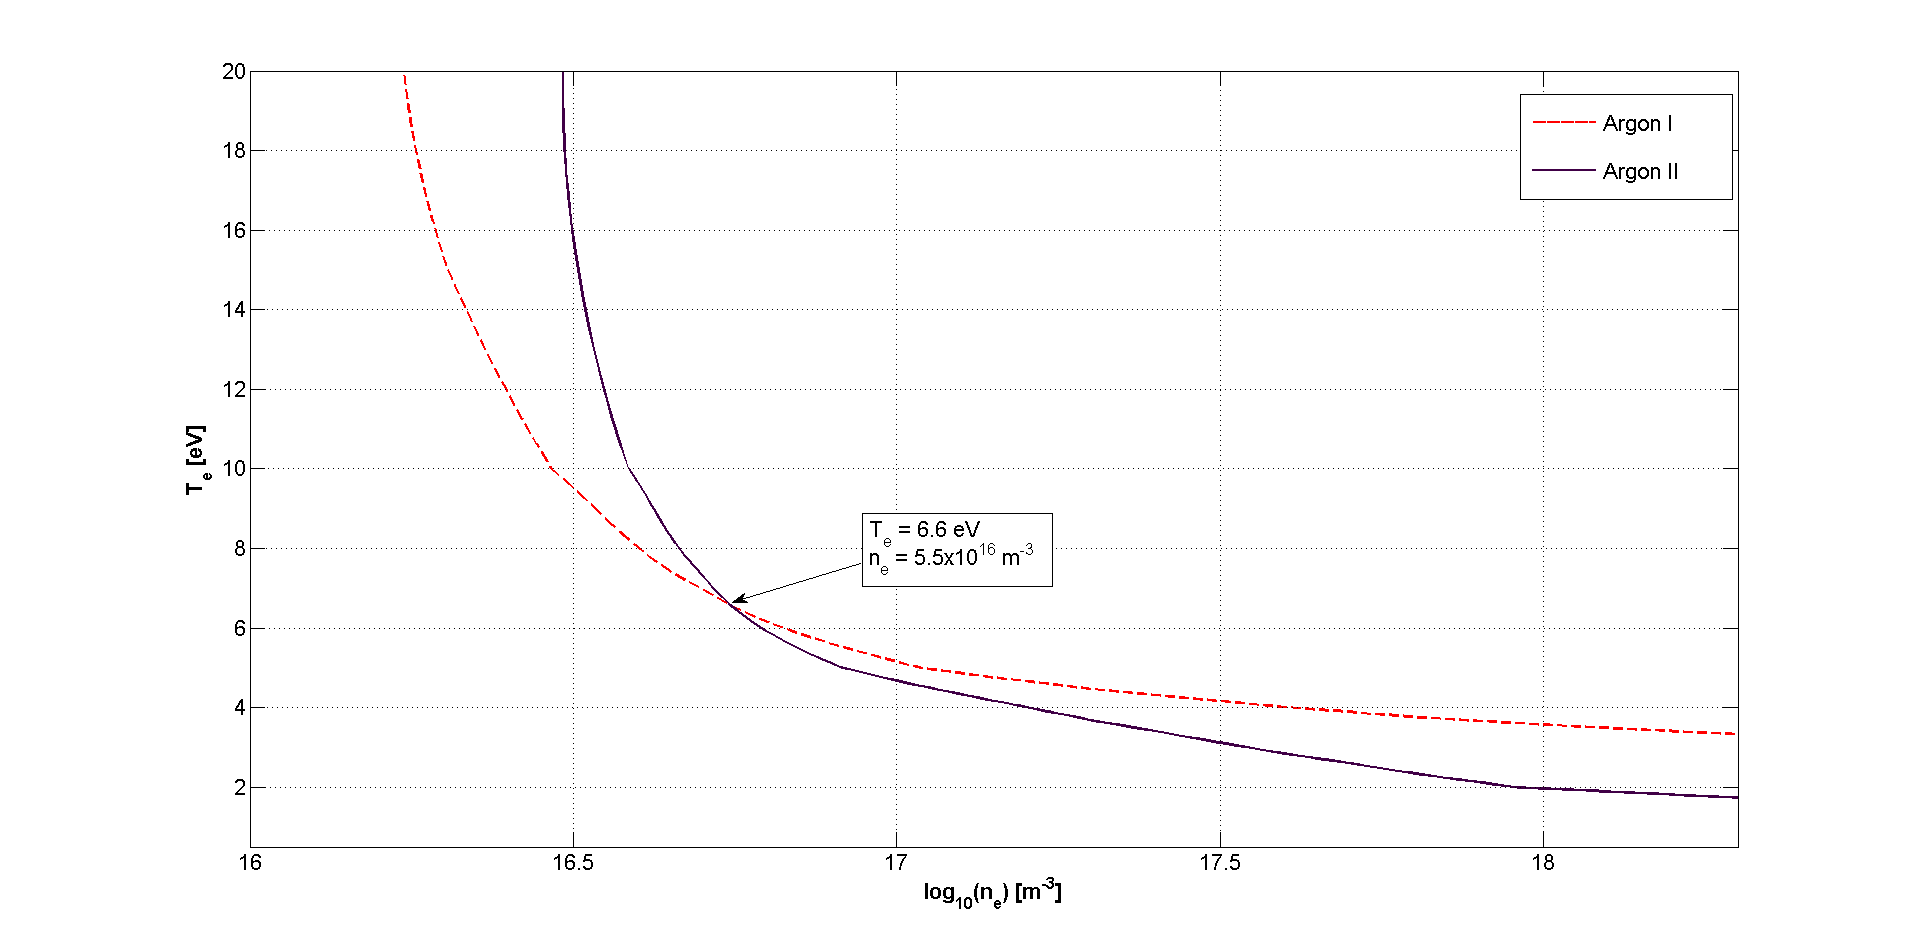 20
18
16
14
12
10
8
6
4
2
T_e [eV]
Argon I
Argon II
T_e = 6.6 eV
n_e = 5.5x10^16 m^-3
16 16.5 17 17.5 18
log_10(n_e) [m^-3]